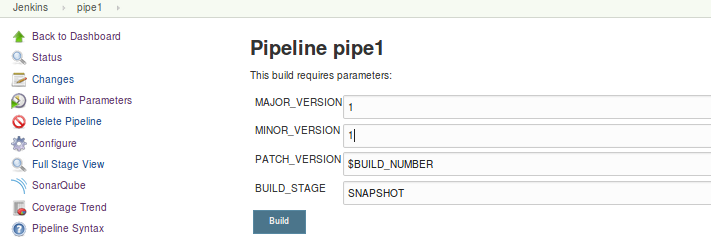 Jenkins pipe1
Back to Dashboard
Status
Changes
Build with Parameters
Delete Pipeline
Configure
Full Stage View
SonarQube
Coverage Trend
Pipeline Syntax
Pipeline pipe1
This build requires parameters:
MAJOR_VERSION 1
MINOR_VERSION 1
PATCH_VERSION $BUILD_NUMBER
BUILD_STAGE SNAPSHOT
Build